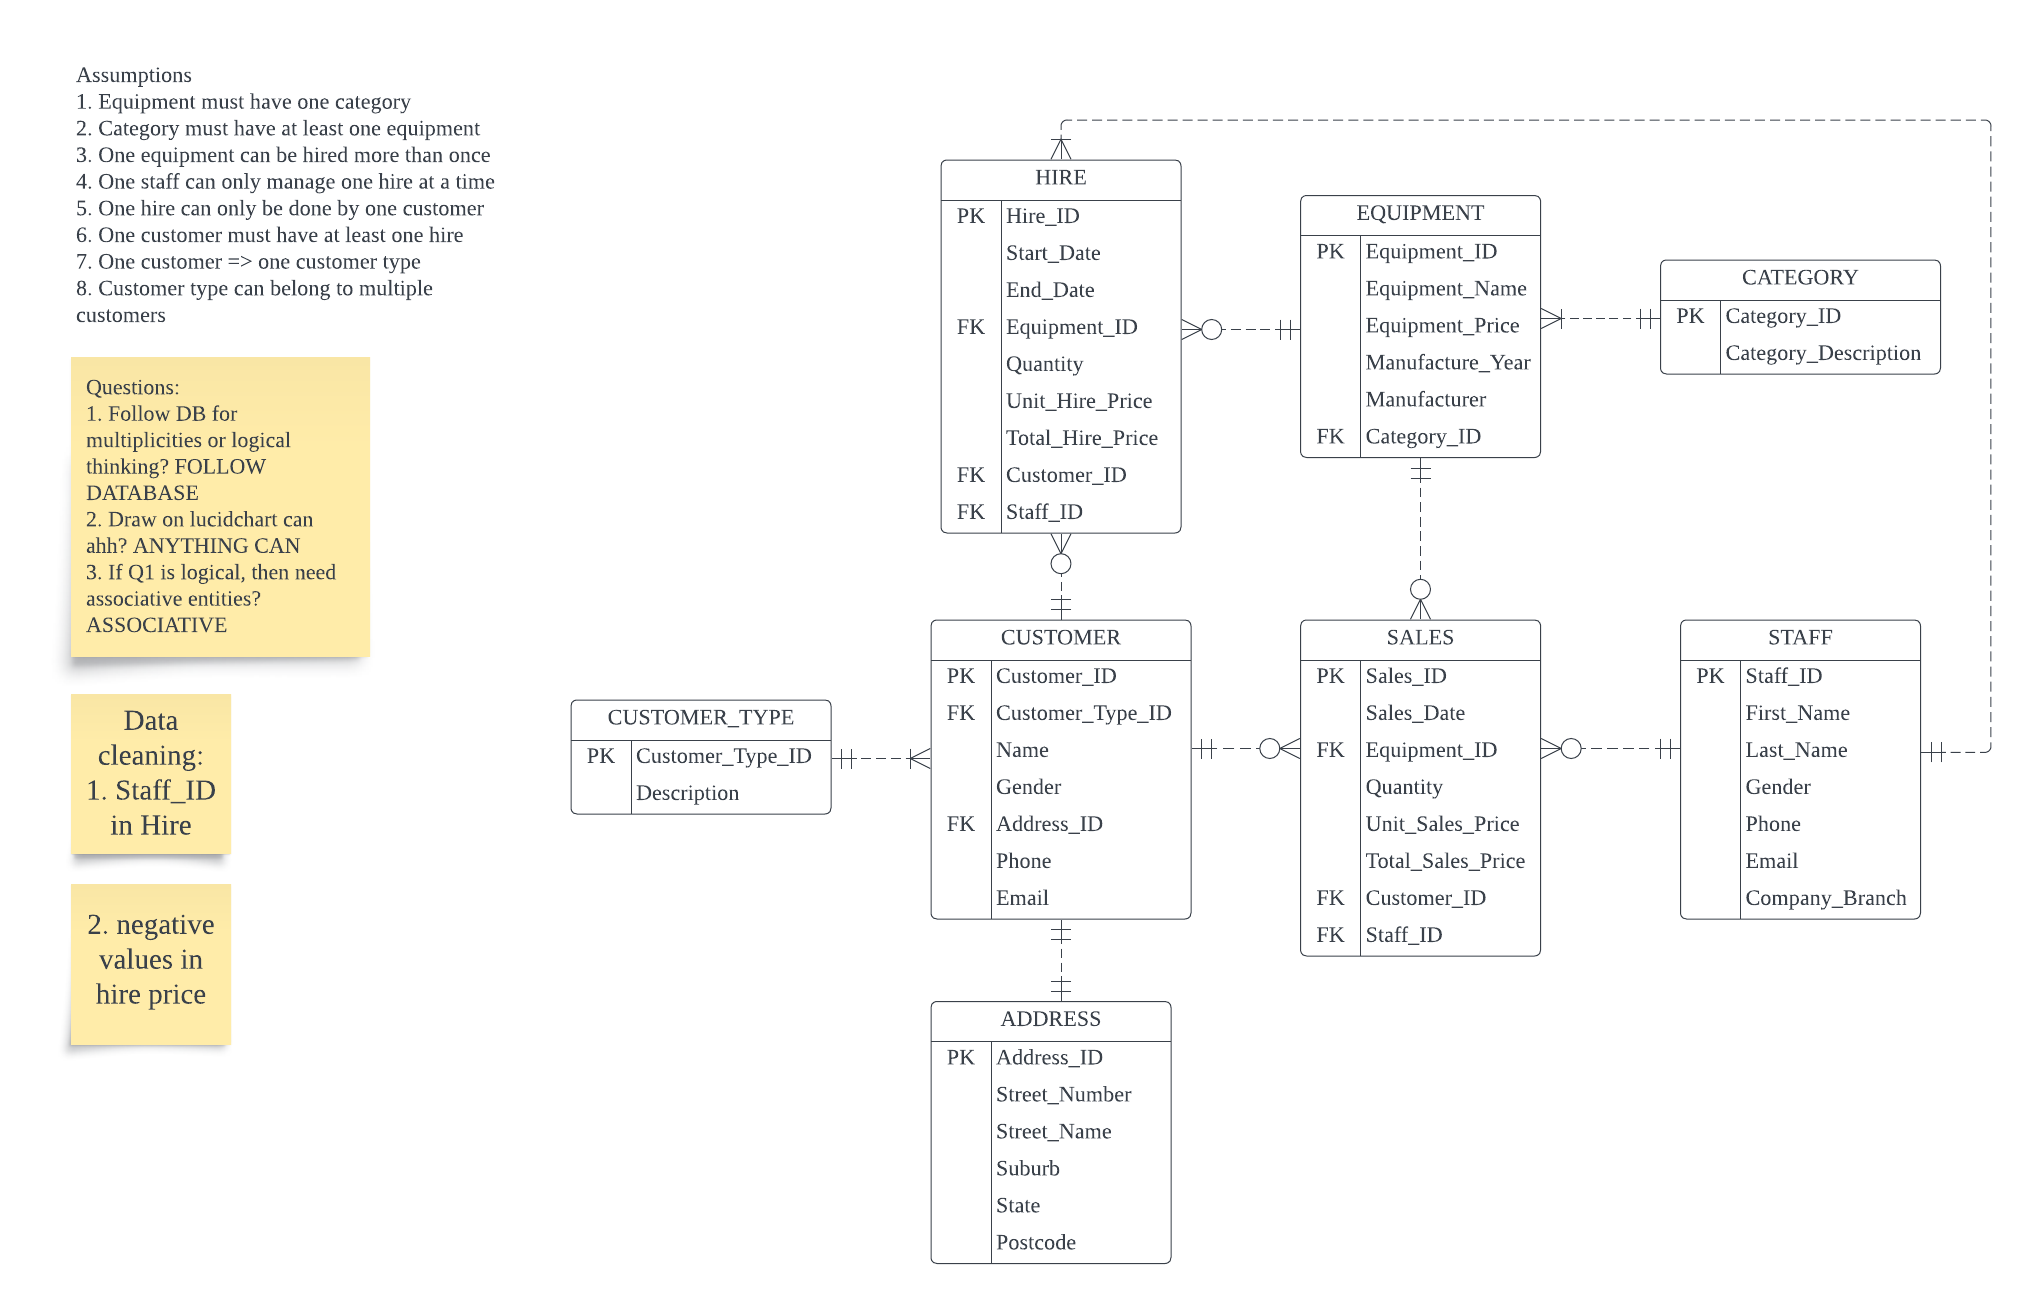 Assumptions
1. Equipment must have one category
2. Category must have at least one equipment
3. One equipment can be hired more than once
4. One staff can only manage one hire at a time
5. One hire can only be done by one customer
6. One customer must have at least one hire
7. One customer => one customer type
8. Customer type can belong to multiple
customers
Questions:
1. Follow DB for
multiplicities or logical
thinking? FOLLOW
DATABASE
2. Draw on lucidchart can
ahh? ANYTHING CAN
3. If Q1 is logical, then need
associative entities?
ASSOCIATIVE
Data
cleaning:
1. Staff_ID
in Hire
2. negative
values in
hire price
HIRE
PK Hire_ID
Start_Date
End_Date
FK Equipment_ID
Quantity
Unit_Hire_Price
Total_Hire_Price
FK Customer_ID
FK Staff_ID
EQUIPMENT
PK Equipment_ID
Equipment_Name
Equipment_Price
Manufacture_Year
Manufacturer
FK Category_ID
CATEGORY
PK Category_ID
Category_Description
CUSTOMER_TYPE
PK Customer_Type_ID
Description
CUSTOMER
PK Customer_ID
FK Customer_Type_ID
Name
Gender
FK Address_ID
Phone
Email
SALES
PK Sales_ID
Sales_Date
FK Equipment_ID
Quantity
Unit_Sales_Price
Total_Sales_Price
FK Customer_ID
FK Staff_ID
STAFF
PK Staff_ID
First_Name
Last_Name
Gender
Phone
Email
Company_Branch
ADDRESS
PK Address_ID
Street_Number
Street_Name
Suburb
State
Postcode